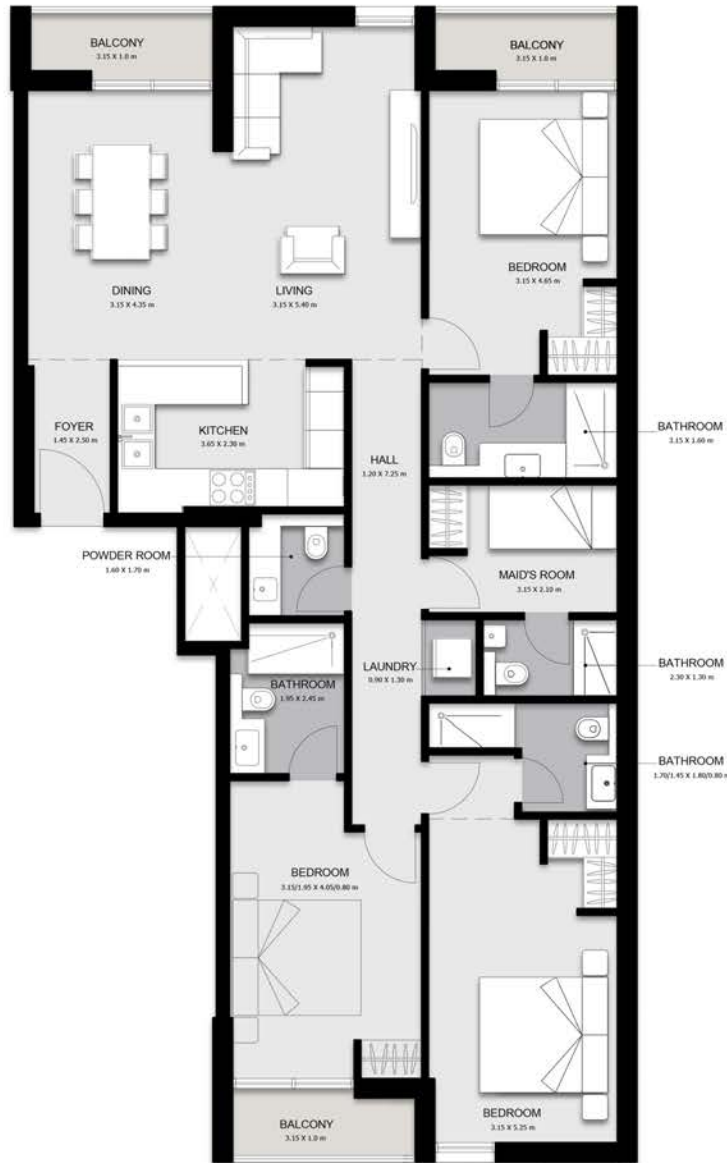 BALCONY
3.15 X 1.0 m
BALCONY
3.15 X 1.0 m
DINING
3.15 X 4.35 m
LIVING
3.15 X 5.40 m
BEDROOM
3.15 X 4.65 m
FOYER
1.45 X 2.50 m
KITCHEN
3.65 X 2.30 m
HALL
1.20 X 7.25 m
BATHROOM
3.15 X 1.60 m
POWDER ROOM
1.60 X 1.70 m
MAID'S ROOM
3.15 X 2.10 m
BATHROOM
1.95 X 2.45 m
LAUNDRY
0.90 X 1.30 m
BATHROOM
2.30 X 1.30 m
BATHROOM
1.70/1.45 X 1.80/0.80 m
BEDROOM
3.15/1.95 X 4.05/0.80 m
BEDROOM
3.15 X 5.25 m
BALCONY
3.15 X 1.0 m